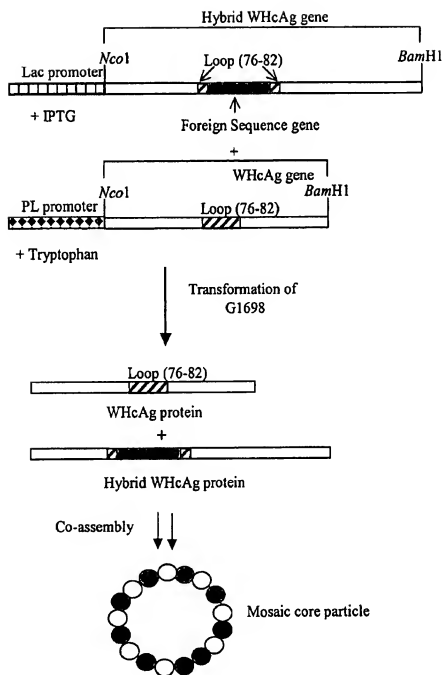 Hybrid WHcAg gene
Nco1
Loop (76-82)
BamH1
Lac promoter
+ IPTG
Foreign Sequence gene
+
Nco1
WHcAg gene
BamH1
PL promoter
Loop (76-82)
+ Tryptophan
Transformation of
G1698
Loop (76-82)
WHcAg protein
+
Hybrid WHcAg protein
Co-assembly
Mosaic core particle